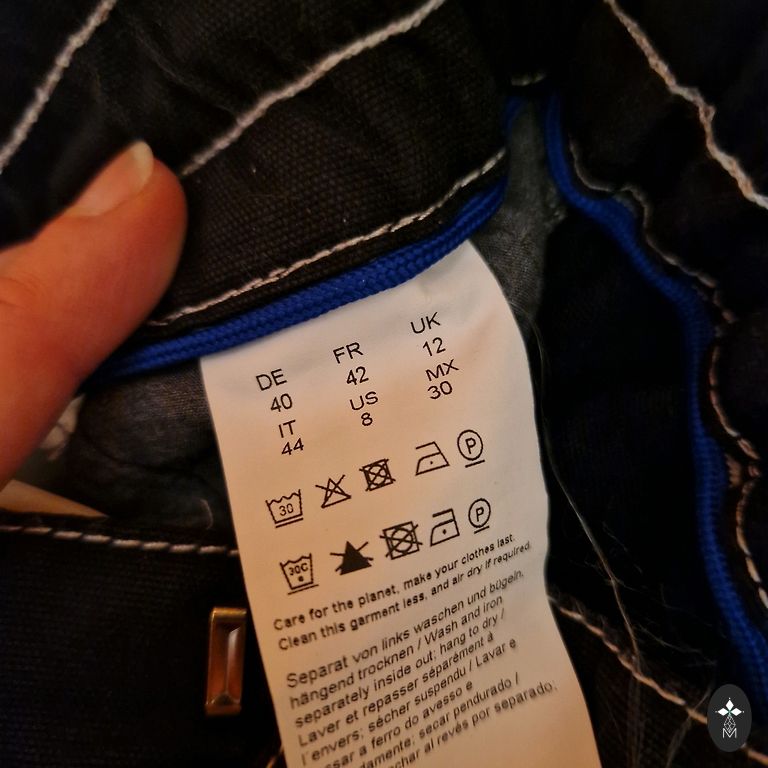 DE FR UK
40 42 12
IT US MX
44 8 30
30 P
30C P
Care for the planet, make your clothes last.
Clean this garment less, and air dry if required.
Separat von links waschen und bügeln,
hängend trocknen / Wash and iron
separately inside out; hang to dry /
Laver et repasser séparément à
l'envers; sécher suspendu / Lavar e
ssar a ferro do avesso e
damente; secar pendurado /
char al revés por separado;
M